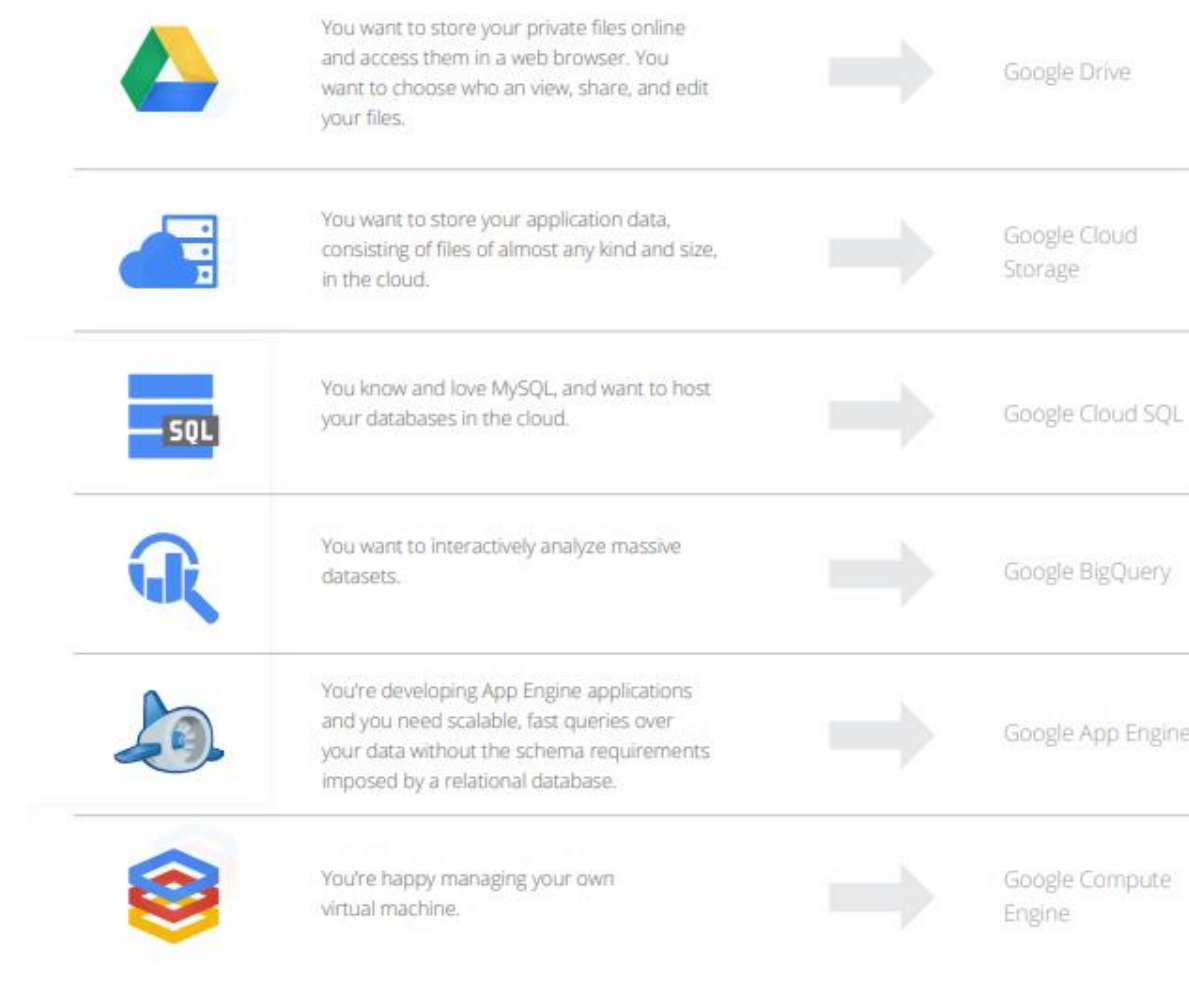 You want to store your private files online
and access them in a web browser. You
want to choose who an view, share, and edit
your files.
Google Drive
You want to store your application data,
consisting of files of almost any kind and size,
in the cloud.
Google Cloud
Storage
SQL
You know and love MySQL, and want to host
your databases in the cloud.
Google Cloud SQL
You want to interactively analyze massive
datasets.
Google BigQuery
You're developing App Engine applications
and you need scalable, fast queries over
your data without the schema requirements
imposed by a relational database.
Google App Engine
You're happy managing your own
virtual machine.
Google Compute
Engine